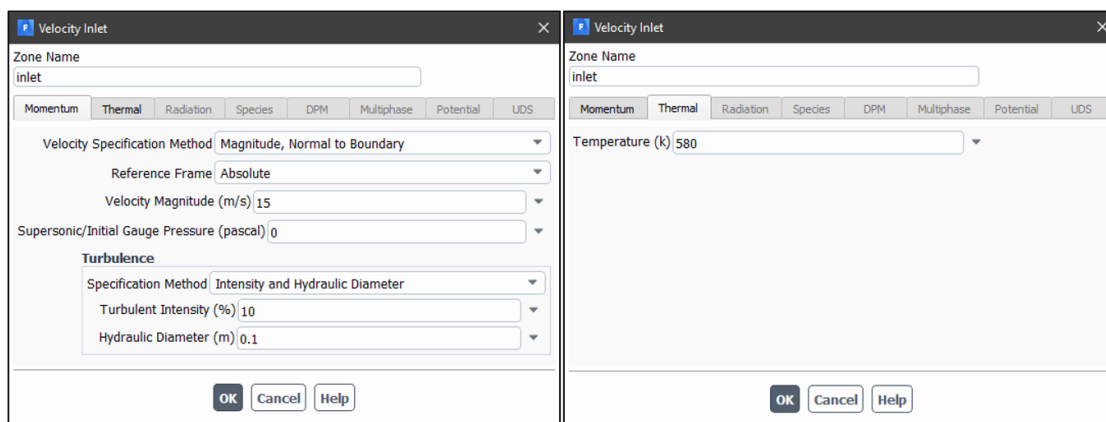 F Velocity Inlet
Zone Name
inlet
Momentum Thermal Radiation Species DPM Multiphase Potential UDS
Velocity Specification Method Magnitude, Normal to Boundary
Reference Frame Absolute
Velocity Magnitude (m/s) 15
Supersonic/Initial Gauge Pressure (pascal) 0
Turbulence
Specification Method Intensity and Hydraulic Diameter
Turbulent Intensity (%) 10
Hydraulic Diameter (m) 0.1
OK Cancel Help
F Velocity Inlet
Zone Name
inlet
Momentum Thermal Radiation Species DPM Multiphase Potential UDS
Temperature (k) 580
OK Cancel Help